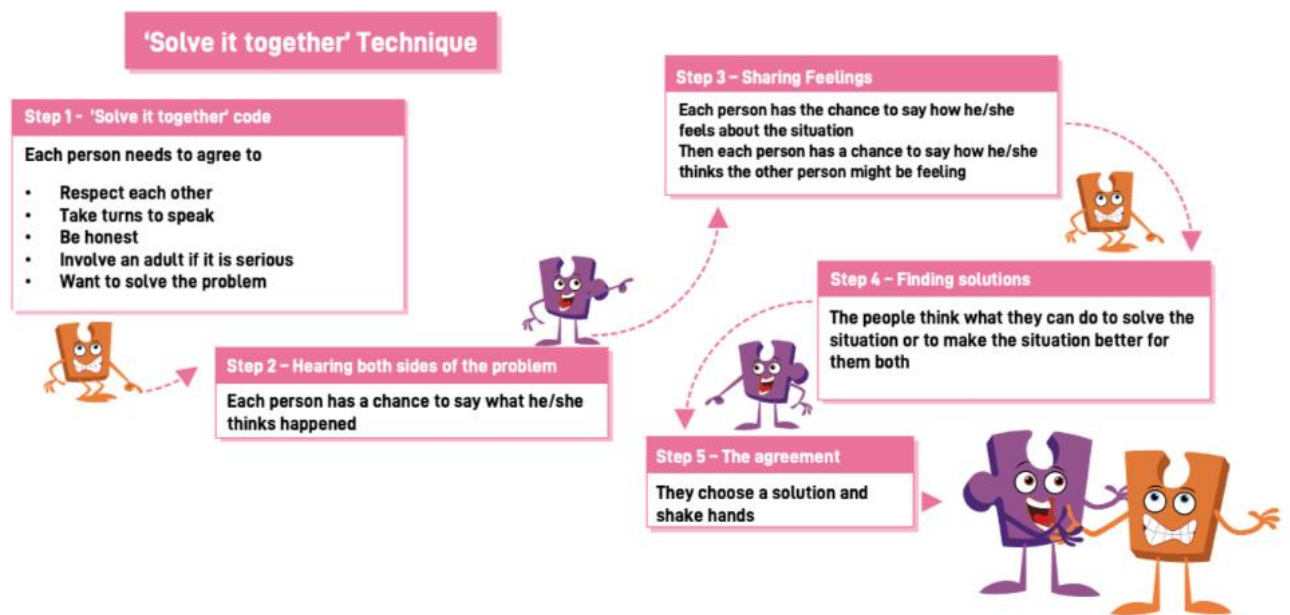 'Solve it together' Technique
Step 1 - 'Solve it together' code
Each person needs to agree to
• Respect each other
• Take turns to speak
• Be honest
• Involve an adult if it is serious
• Want to solve the problem
Step 2 – Hearing both sides of the problem
Each person has a chance to say what he/she
thinks happened
Step 3 – Sharing Feelings
Each person has the chance to say how he/she
feels about the situation
Then each person has a chance to say how he/she
thinks the other person might be feeling
Step 4 – Finding solutions
The people think what they can do to solve the
situation or to make the situation better for
them both
Step 5 – The agreement
They choose a solution and
shake hands